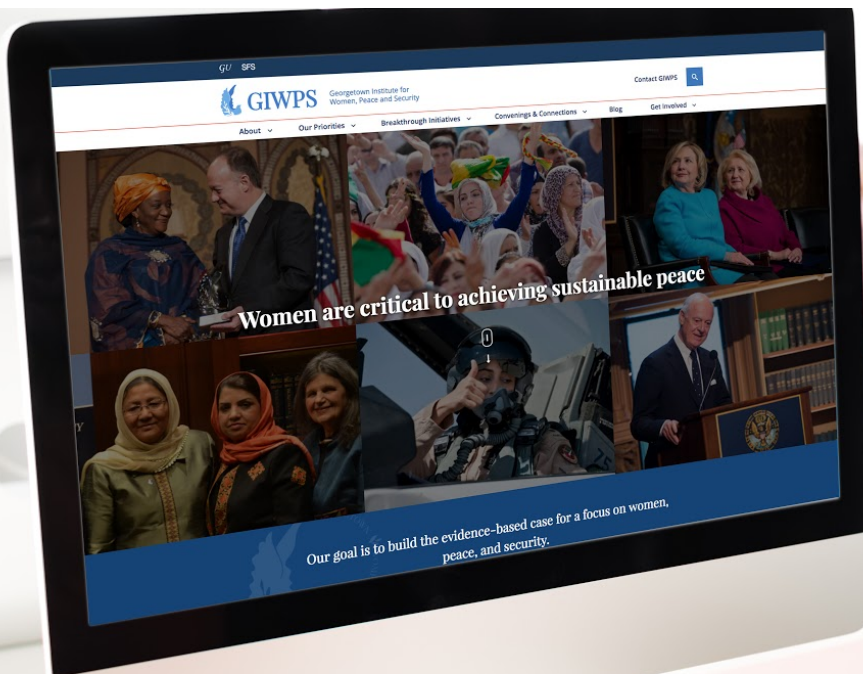 GU SFS
GIWPS
Georgetown Institute for
Women, Peace and Security
Contact GIWPS
About
Our Priorities
Breakthrough Initiatives
Convenings & Connections
Blog
Get Involved
Women are critical to achieving sustainable peace
Y
Our goal is to build the evidence-based case for a focus on women,
peace, and security.